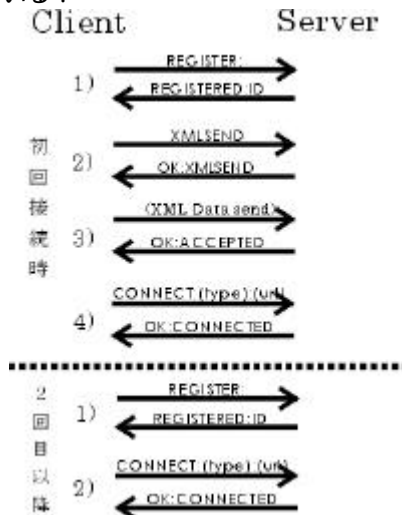 Client Server
REGISTER:
1)
REGISTERED:ID
XMLSEND
2)
OK:XMLSEND
(XML Data send)
3)
OK:ACCEPTED
CONNECT:(type):(url)
4)
OK:CONNECTED
初回接続時
REGISTER:
1)
REGISTERED:ID
CONNECT:(type):(url)
2)
OK:CONNECTED
2回目以降